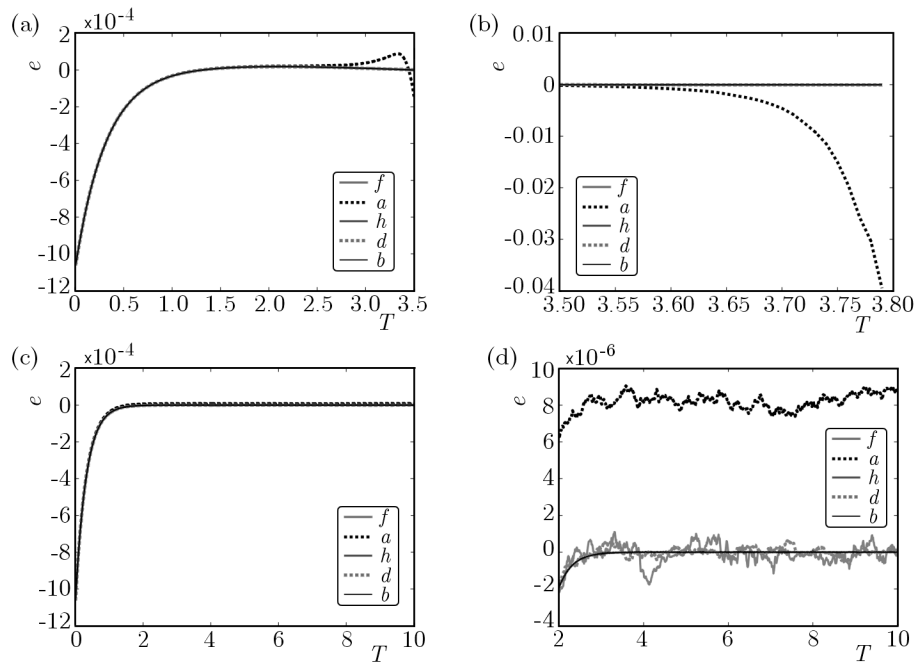 (a)
×10-4
2
0
-2
-4
-6
-8
-10
-12
e
0 0.5 1.0 1.5 2.0 2.5 3.0 3.5
T
f
a
h
d
b
(b)
0.01
0
-0.01
-0.02
-0.03
-0.04
e
3.50 3.55 3.60 3.65 3.70 3.75 3.80
T
f
a
h
d
b
(c)
×10-4
2
0
-2
-4
-6
-8
-10
-12
e
0 2 4 6 8 10
T
f
a
h
d
b
(d)
×10-6
10
8
6
4
2
0
-2
-4
e
2 4 6 8 10
T
f
a
h
d
b